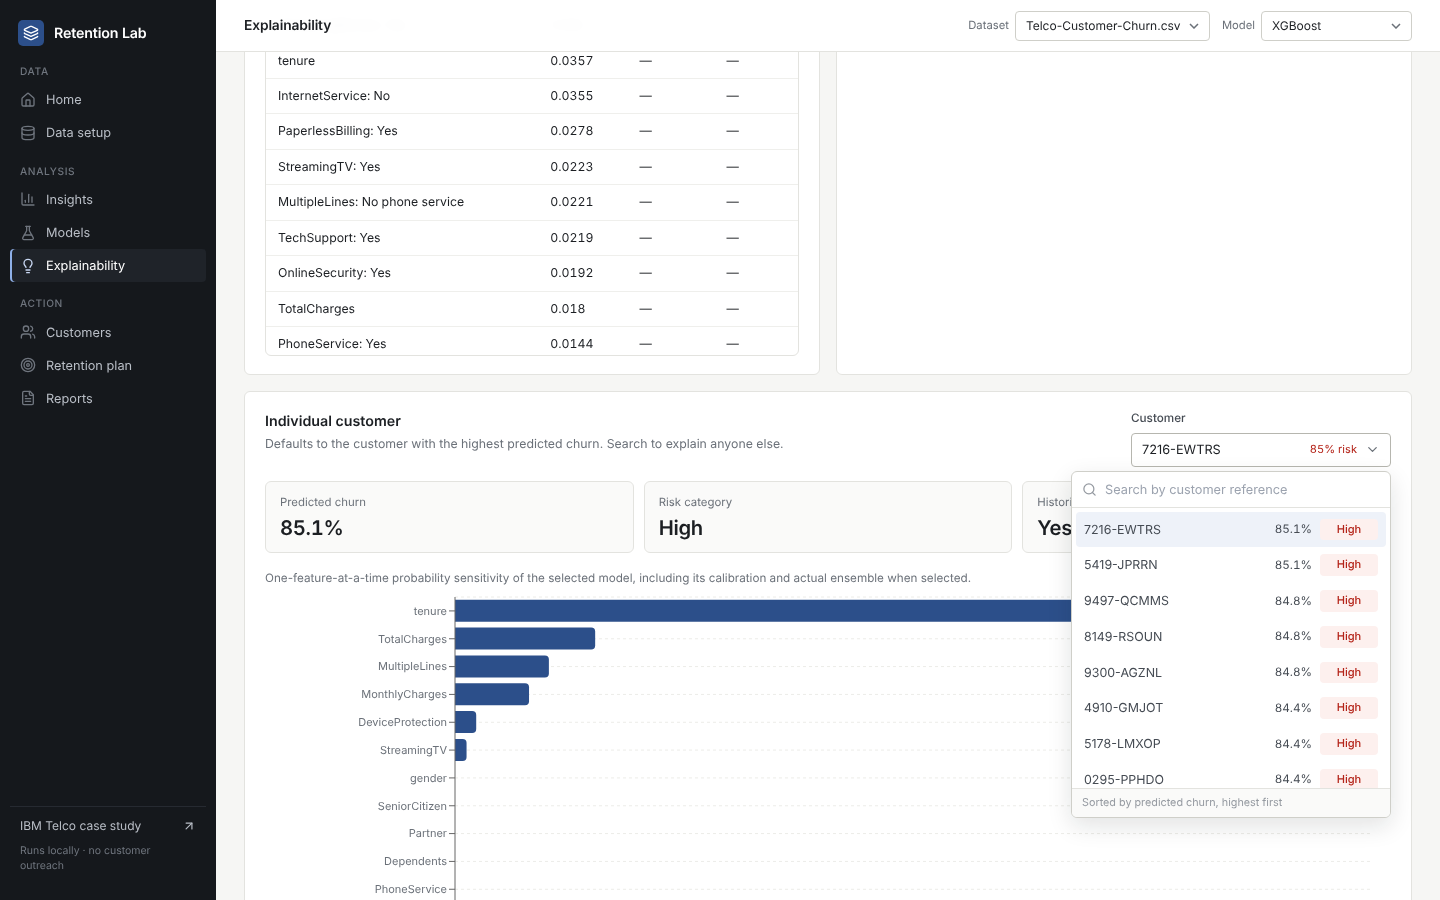 Retention Lab
DATA
Home
Data setup
ANALYSIS
Insights
Models
Explainability
ACTION
Customers
Retention plan
Reports
IBM Telco case study
Runs locally · no customer
outreach
Explainability
Dataset Telco-Customer-Churn.csv Model XGBoost
tenure 0.0357 — —
InternetService: No 0.0355 — —
PaperlessBilling: Yes 0.0278 — —
StreamingTV: Yes 0.0223 — —
MultipleLines: No phone service 0.0221 — —
TechSupport: Yes 0.0219 — —
OnlineSecurity: Yes 0.0192 — —
TotalCharges 0.018 — —
PhoneService: Yes 0.0144 — —
Individual customer
Defaults to the customer with the highest predicted churn. Search to explain anyone else.
Customer
7216-EWTRS 85% risk
Predicted churn
85.1%
Risk category
High
Histori
Yes
Search by customer reference
7216-EWTRS 85.1% High
5419-JPRRN 85.1% High
9497-QCMMS 84.8% High
8149-RSOUN 84.8% High
9300-AGZNL 84.8% High
4910-GMJOT 84.4% High
5178-LMXOP 84.4% High
0295-PPHDO 84.4% High
Sorted by predicted churn, highest first
One-feature-at-a-time probability sensitivity of the selected model, including its calibration and actual ensemble when selected.
tenure
TotalCharges
MultipleLines
MonthlyCharges
DeviceProtection
StreamingTV
gender
SeniorCitizen
Partner
Dependents
PhoneService